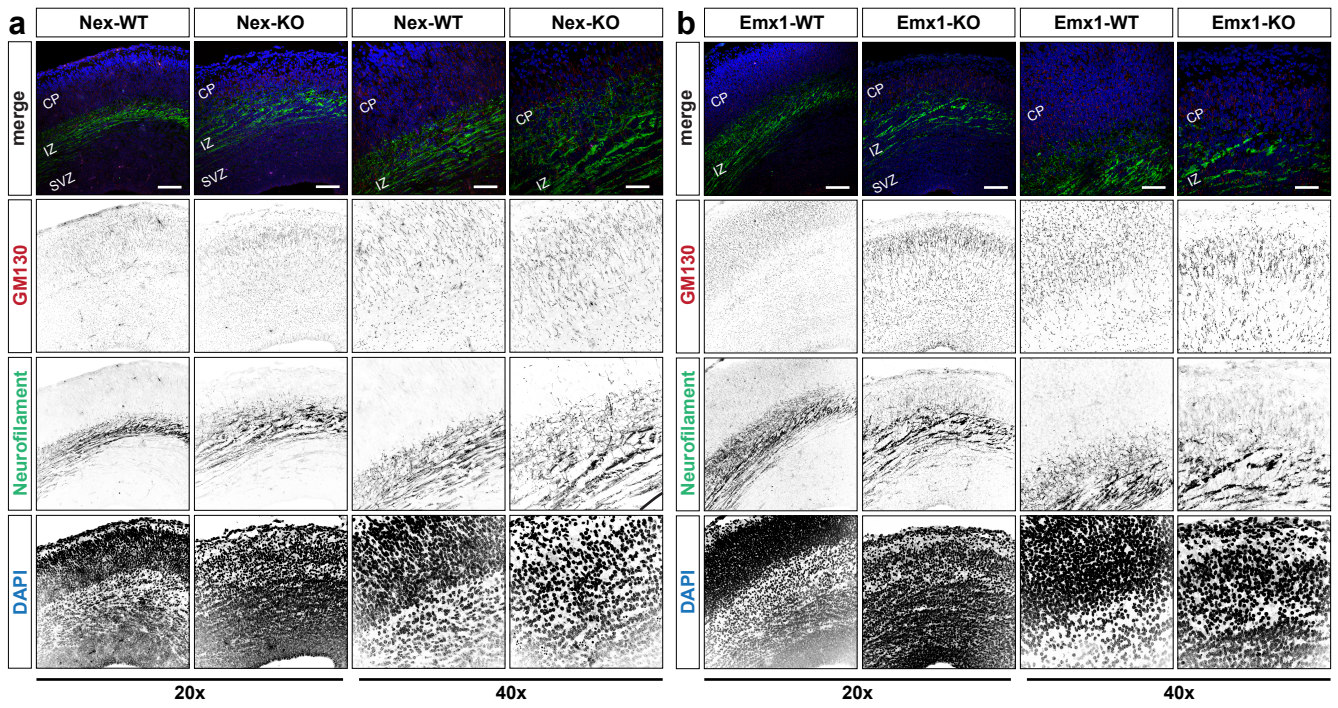 a
Nex-WT Nex-KO Nex-WT Nex-KO
merge
CP
IZ
SVZ
CP
IZ
SVZ
CP
IZ
CP
IZ
GM130
Neurofilament
DAPI
20x 40x
b
Emx1-WT Emx1-KO Emx1-WT Emx1-KO
merge
CP
IZ
CP
IZ
SVZ
CP
IZ
CP
IZ
GM130
Neurofilament
DAPI
20x 40x